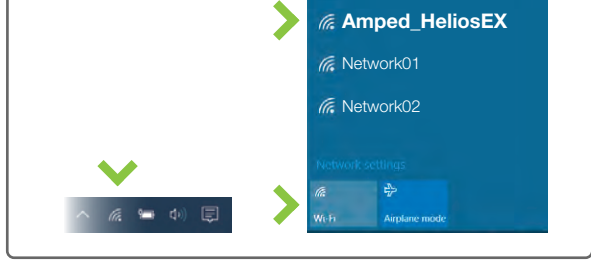 Amped_HeliosEX
Network01
Network02
Network settings
Wi-Fi
Airplane mode